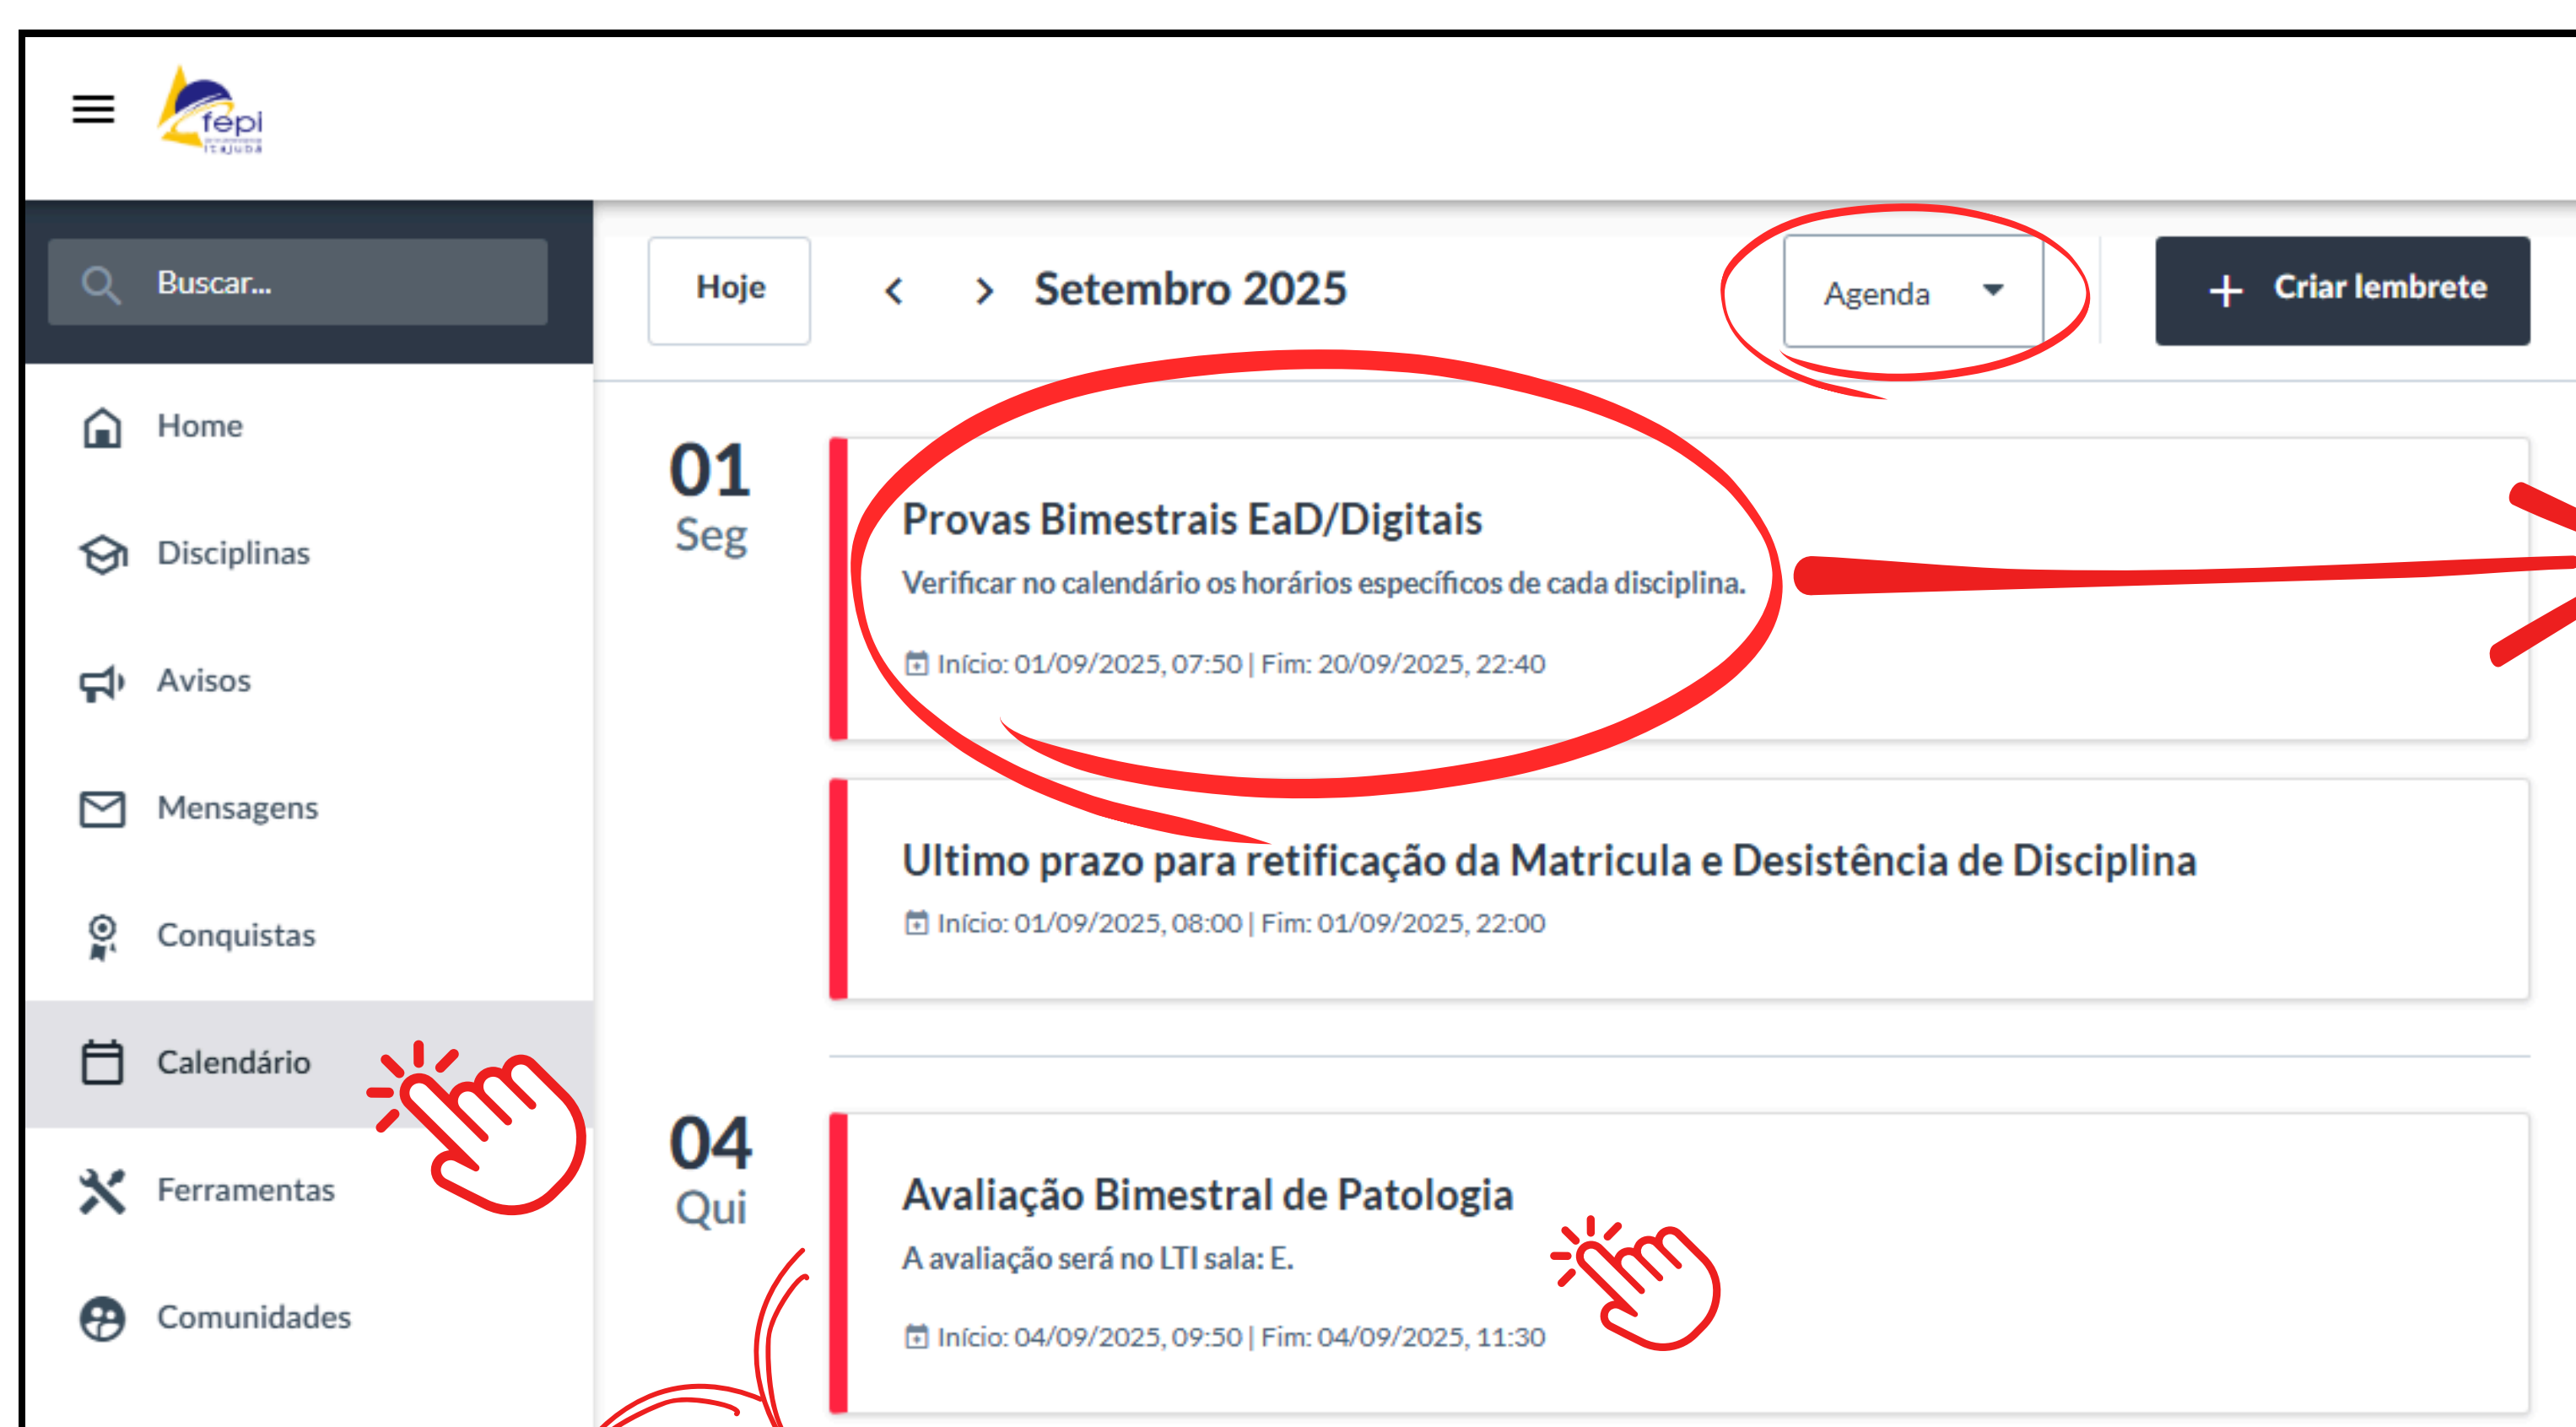 fepi
Itajubá
Buscar...
Home
Disciplinas
Avisos
Mensagens
Conquistas
Calendário
Ferramentas
Comunidades
Hoje
Setembro 2025
Agenda
+ Criar lembrete
01
Seg
Provas Bimestrais EaD/Digitais
Verificar no calendário os horários específicos de cada disciplina.
Início: 01/09/2025, 07:50 | Fim: 20/09/2025, 22:40
Ultimo prazo para retificação da Matricula e Desistência de Disciplina
Início: 01/09/2025, 08:00 | Fim: 01/09/2025, 22:00
04
Qui
Avaliação Bimestral de Patologia
A avaliação será no LTI sala: E.
Início: 04/09/2025, 09:50 | Fim: 04/09/2025, 11:30